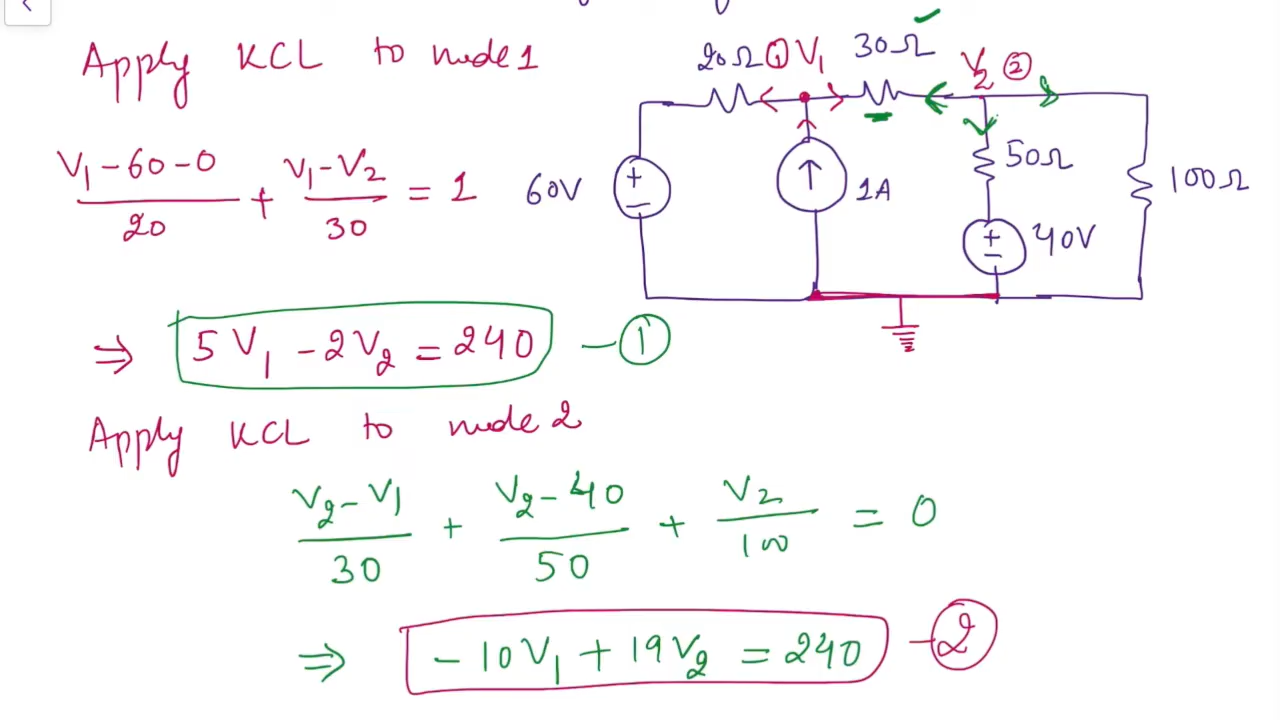 Apply KCL to node 1
V1 - 60 - 0 / 20 + V1 - V2 / 30 = 1
⇒ 5V1 - 2V2 = 240 — ①
Apply KCL to node 2
V2 - V1 / 30 + V2 - 40 / 50 + V2 / 100 = 0
⇒ - 10V1 + 19V2 = 240 — ②
20Ω ① V1 30Ω V2 ②
60V + - ↑ 1A 50Ω + - 40V 100Ω